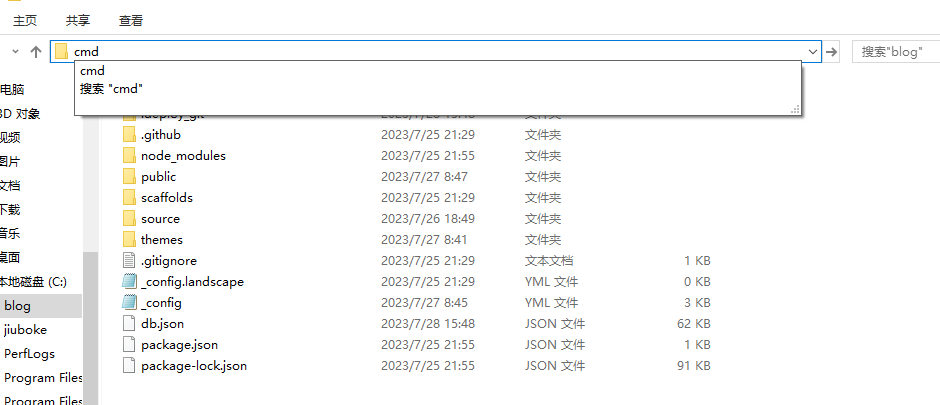 主页 共享 查看
cmd 搜索"blog"
cmd
搜索 "cmd"
电脑
3D 对象
视频
图片
文档
下载
音乐
桌面
本地磁盘 (C:)
blog
jiuboke
PerfLogs
Program Files
Program Files
.deploy_git 文件夹
.github 2023/7/25 21:29 文件夹
node_modules 2023/7/25 21:55 文件夹
public 2023/7/27 8:47 文件夹
scaffolds 2023/7/25 21:29 文件夹
source 2023/7/26 18:49 文件夹
themes 2023/7/27 8:41 文件夹
.gitignore 2023/7/25 21:29 文本文档 1 KB
_config.landscape 2023/7/25 21:29 YML 文件 0 KB
_config 2023/7/27 8:45 YML 文件 3 KB
db.json 2023/7/28 15:48 JSON 文件 62 KB
package.json 2023/7/25 21:55 JSON 文件 1 KB
package-lock.json 2023/7/25 21:55 JSON 文件 91 KB